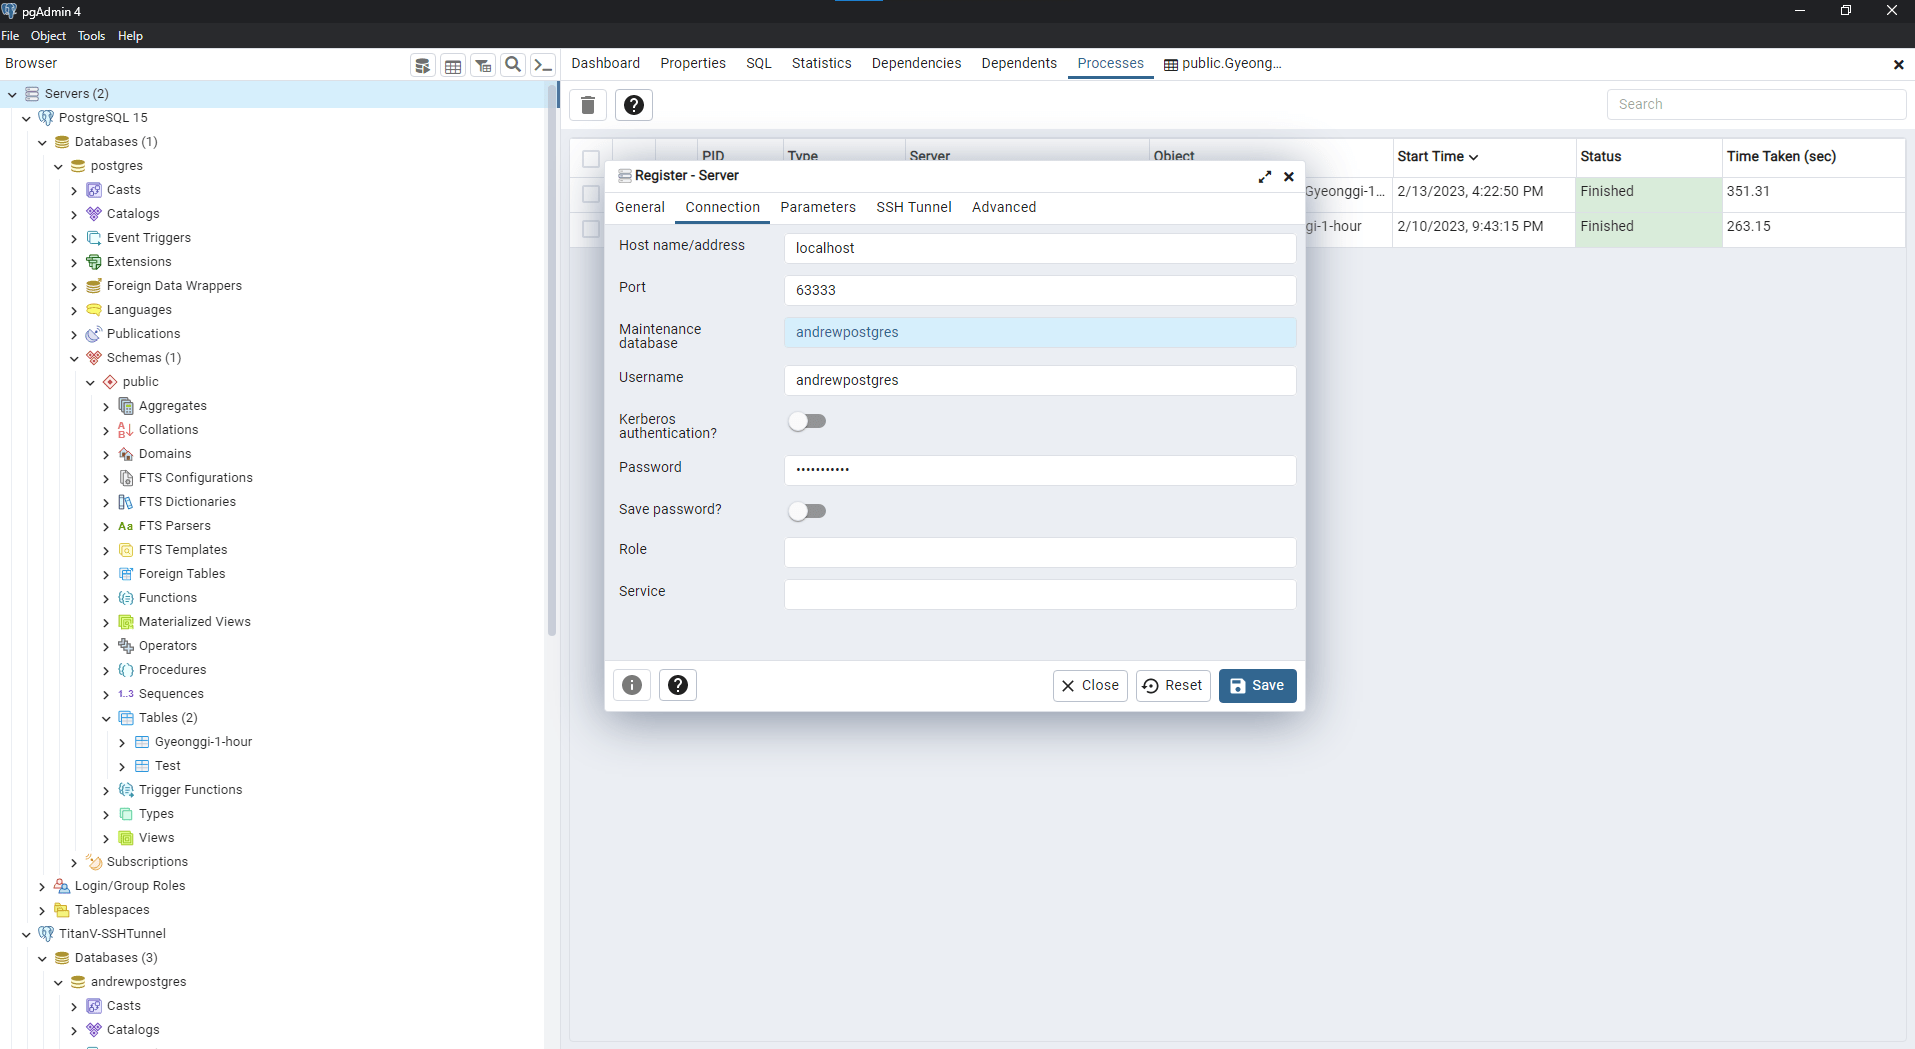 pgAdmin 4
File Object Tools Help
Browser
Dashboard Properties SQL Statistics Dependencies Dependents Processes public.Gyeong...
Search
Servers (2)
PostgreSQL 15
Databases (1)
postgres
Casts
Catalogs
Event Triggers
Extensions
Foreign Data Wrappers
Languages
Publications
Schemas (1)
public
Aggregates
Collations
Domains
FTS Configurations
FTS Dictionaries
Aa FTS Parsers
FTS Templates
Foreign Tables
Functions
Materialized Views
Operators
Procedures
1..3 Sequences
Tables (2)
Gyeonggi-1-hour
Test
Trigger Functions
Types
Views
Subscriptions
Login/Group Roles
Tablespaces
TitanV-SSHTunnel
Databases (3)
andrewpostgres
Casts
Catalogs
PID Type Server Object Start Time Status Time Taken (sec)
Gyeonggi-1... 2/13/2023, 4:22:50 PM Finished 351.31
gi-1-hour 2/10/2023, 9:43:15 PM Finished 263.15
Register - Server
General Connection Parameters SSH Tunnel Advanced
Host name/address localhost
Port 63333
Maintenance
database
andrewpostgres
Username andrewpostgres
Kerberos
authentication?
Password •••••••••••
Save password?
Role
Service
Close Reset Save